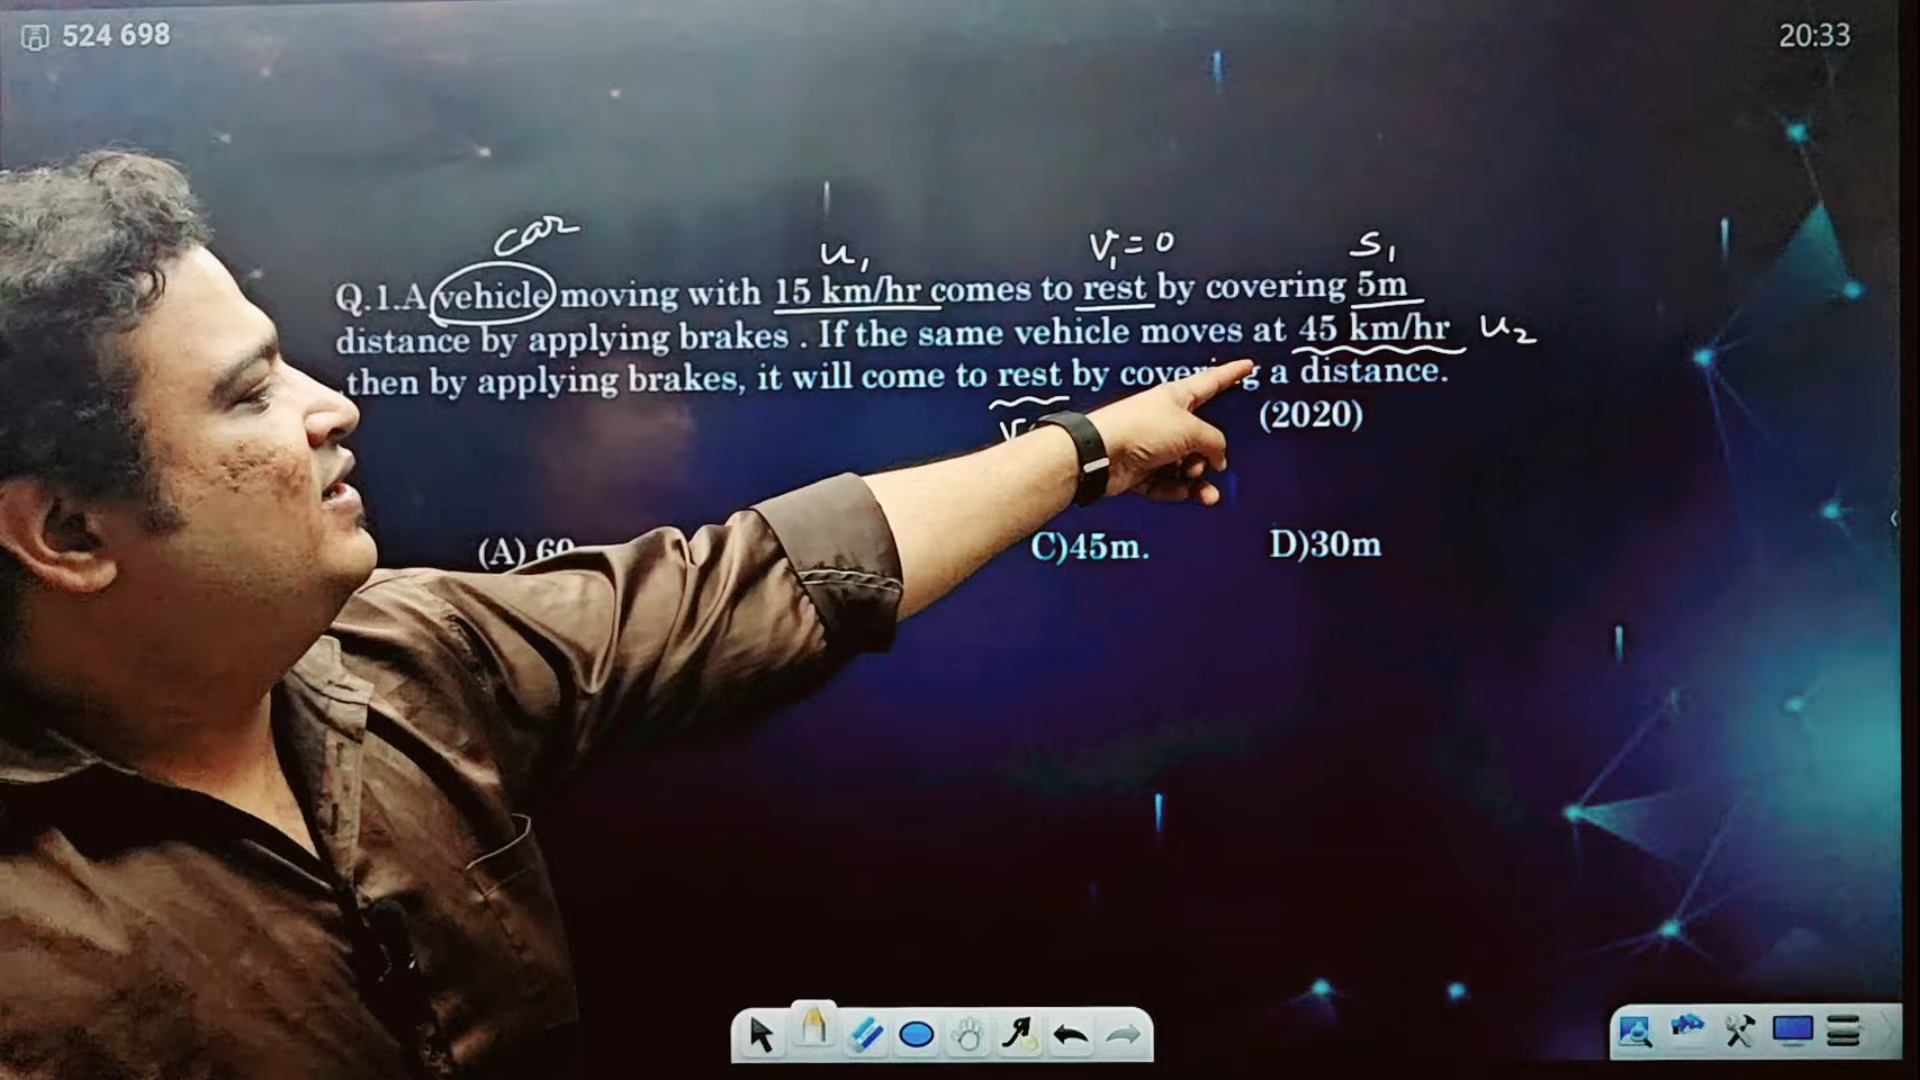 524 698
20:33
car
u₁
V₁ = 0
S₁
Q.1.A vehicle moving with 15 km/hr comes to rest by covering 5m
distance by applying brakes . If the same vehicle moves at 45 km/hr u₂
then by applying brakes, it will come to rest by a distance.
(2020)
(A) 60
C)45m.
D)30m